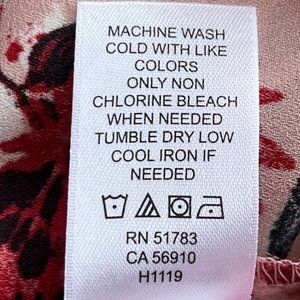 MACHINE WASH
COLD WITH LIKE
COLORS
ONLY NON
CHLORINE BLEACH
WHEN NEEDED
TUMBLE DRY LOW
COOL IRON IF
NEEDED
RN 51783
CA 56910
H1119